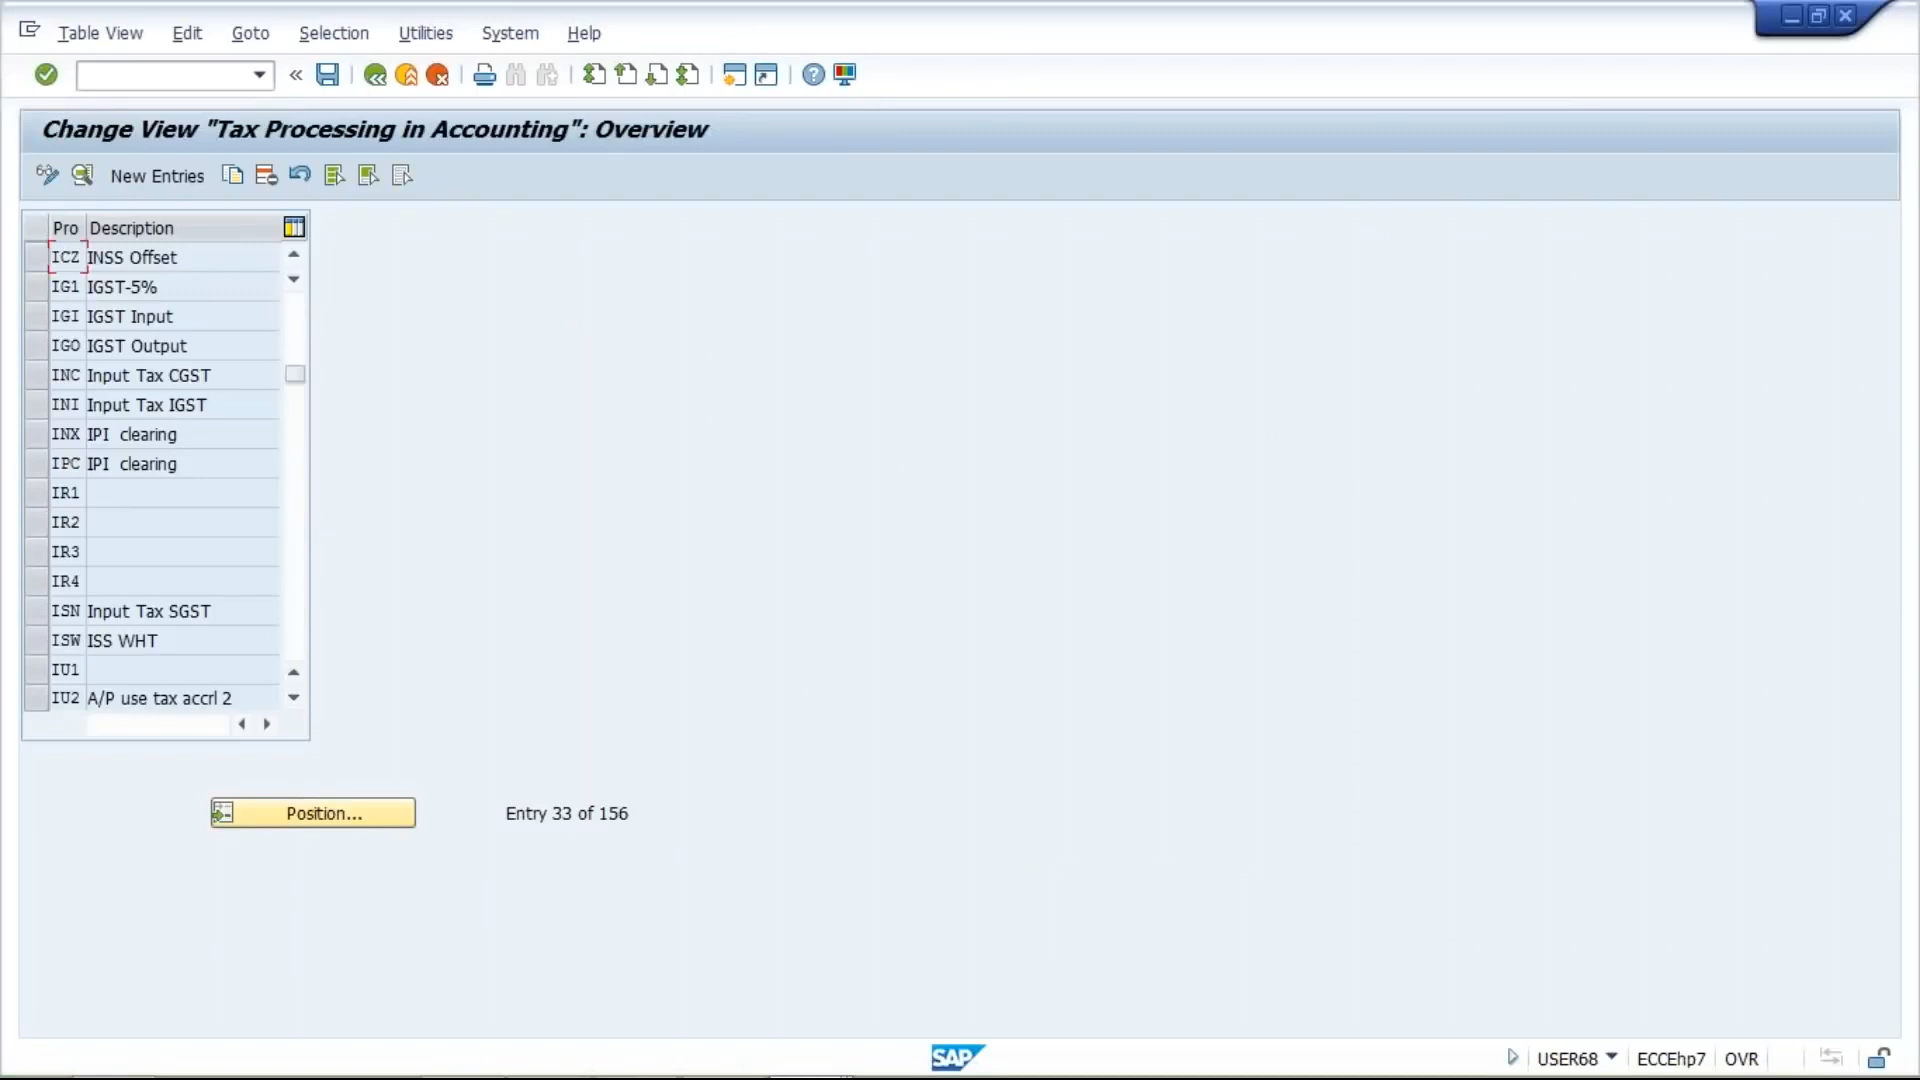 Table View Edit Goto Selection Utilities System Help
Change View "Tax Processing in Accounting": Overview
New Entries
Pro Description
ICZ INSS Offset
IG1 IGST-5%
IGI IGST Input
IGO IGST Output
INC Input Tax CGST
INI Input Tax IGST
INX IPI clearing
IPC IPI clearing
IR1
IR2
IR3
IR4
ISN Input Tax SGST
ISW ISS WHT
IU1
IU2 A/P use tax accrl 2
Position... Entry 33 of 156
SAP USER68 ECCEhp7 OVR